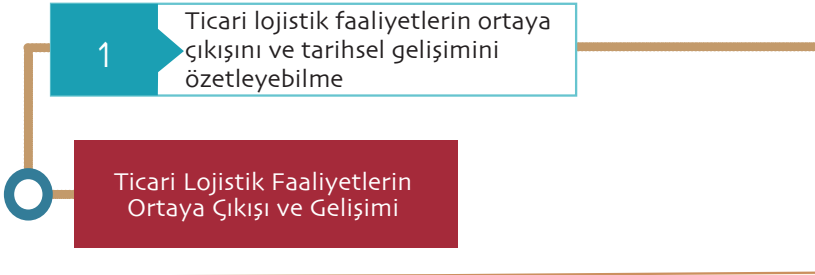 1
Ticari lojistik faaliyetlerin ortaya
çıkışını ve tarihsel gelişimini
özetleyebilme
Ticari Lojistik Faaliyetlerin
Ortaya Çıkışı ve Gelişimi